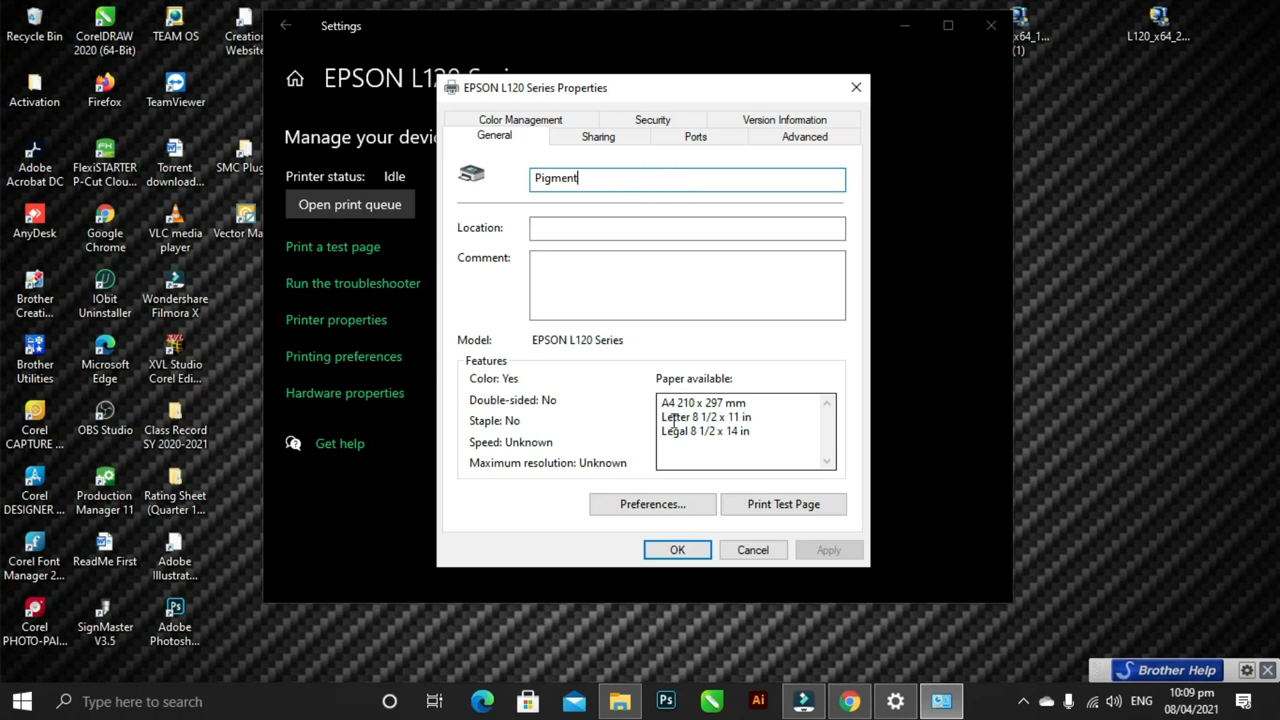 Recycle Bin
CorelDRAW
2020 (64-Bit)
TEAM OS
Creation
Website
Activation
Firefox
TeamViewer
Adobe
Acrobat DC
FlexiSTARTER
P-Cut Clou...
Torrent
download...
SMC Plug
AnyDesk
Google
Chrome
VLC media
player
Vector Ma
Brother
Creati...
IObit
Uninstaller
Wondershare
Filmora X
Brother
Utilities
Microsoft
Edge
XVL Studio
Corel Edi...
Corel
CAPTURE ...
OBS Studio
Class Record
SY 2020-2021
Corel
DESIGNER ...
Production
Manager 11
Rating Sheet
(Quarter 1...
Corel Font
Manager 2...
ReadMe First
Adobe
Illustrat...
Corel
PHOTO-PAI...
SignMaster
V3.5
Adobe
Photosh...
(1)
L120_x64_2...
Settings
EPSON L120 Series
Manage your devi
Printer status: Idle
Open print queue
Print a test page
Run the troubleshooter
Printer properties
Printing preferences
Hardware properties
Get help
EPSON L120 Series Properties
Color Management
Security
Version Information
General
Sharing
Ports
Advanced
Pigment
Location:
Comment:
Model: EPSON L120 Series
Features
Color: Yes
Double-sided: No
Staple: No
Speed: Unknown
Maximum resolution: Unknown
Paper available:
A4 210 x 297 mm
Letter 8 1/2 x 11 in
Legal 8 1/2 x 14 in
Preferences...
Print Test Page
OK
Cancel
Apply
Brother Help
Type here to search
Ps
Ai
ENG
10:09 pm
08/04/2021